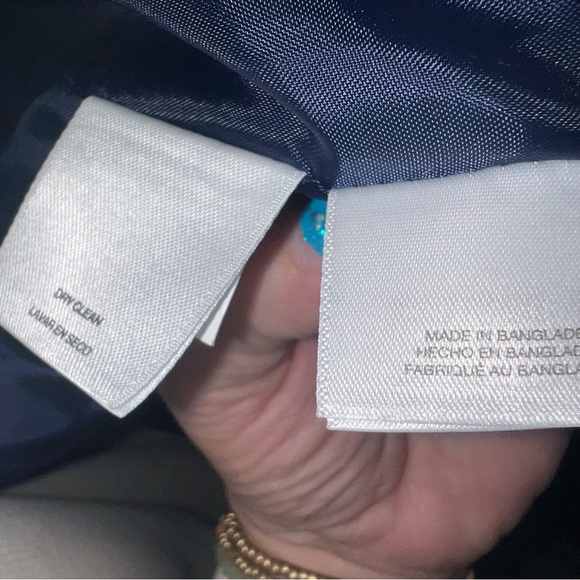 DRY CLEAN
LAVAR EN SECO
MADE IN BANGLADE
HECHO EN BANGLAD
FABRIQUÉ AU BANGLA